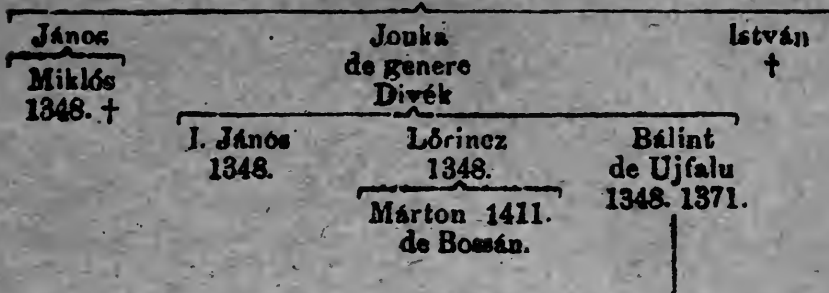 János Jouka István
Miklós de genere †
1348. † Divék
I. János Lőrincz Bálint
1348. 1348. de Ujfalu
Márton 1411. 1348. 1371.
de Bossán.